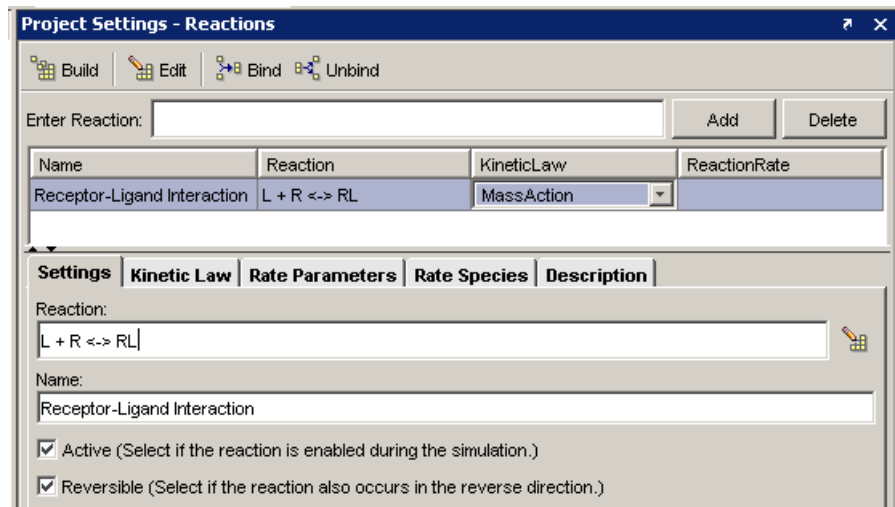 Project Settings - Reactions
Build Edit Bind Unbind
Enter Reaction: Add Delete
Name Reaction KineticLaw ReactionRate
Receptor-Ligand Interaction L + R <-> RL MassAction
Settings Kinetic Law Rate Parameters Rate Species Description
Reaction:
L + R <-> RL
Name:
Receptor-Ligand Interaction
Active (Select if the reaction is enabled during the simulation.)
Reversible (Select if the reaction also occurs in the reverse direction.)